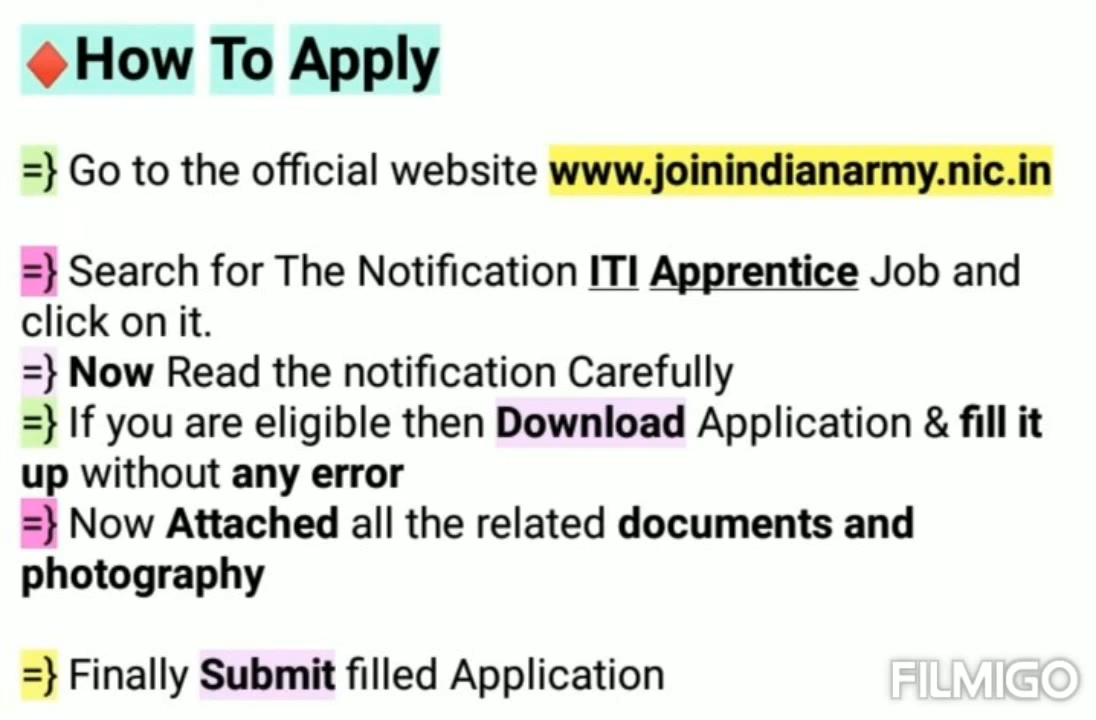 ♦How To Apply
=} Go to the official website www.joinindianarmy.nic.in
=} Search for The Notification ITI Apprentice Job and
click on it.
=} Now Read the notification Carefully
=} If you are eligible then Download Application & fill it
up without any error
=} Now Attached all the related documents and
photography
=} Finally Submit filled Application
FILMIGO